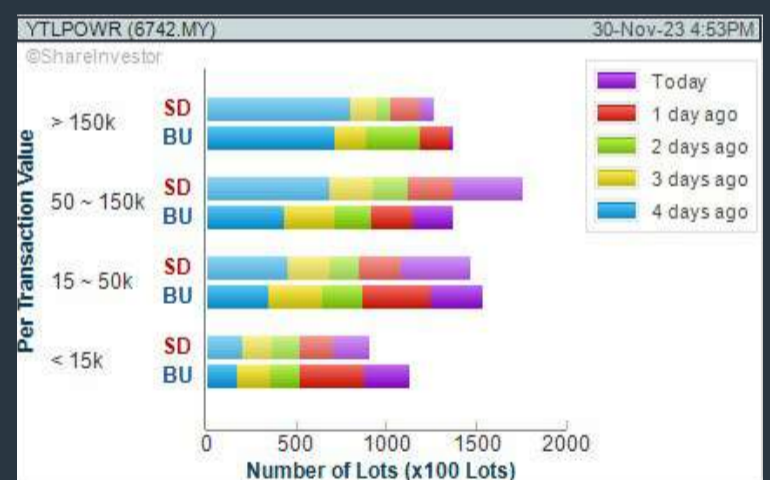 YTLPOWR (6742.MY) 30-Nov-23 4:53PM
©ShareInvestor
Today
1 day ago
2 days ago
3 days ago
4 days ago
Per Transaction Value
> 150k
SD
BU
50 ~ 150k
SD
BU
15 ~ 50k
SD
BU
< 15k
SD
BU
0 500 1000 1500 2000
Number of Lots (x100 Lots)